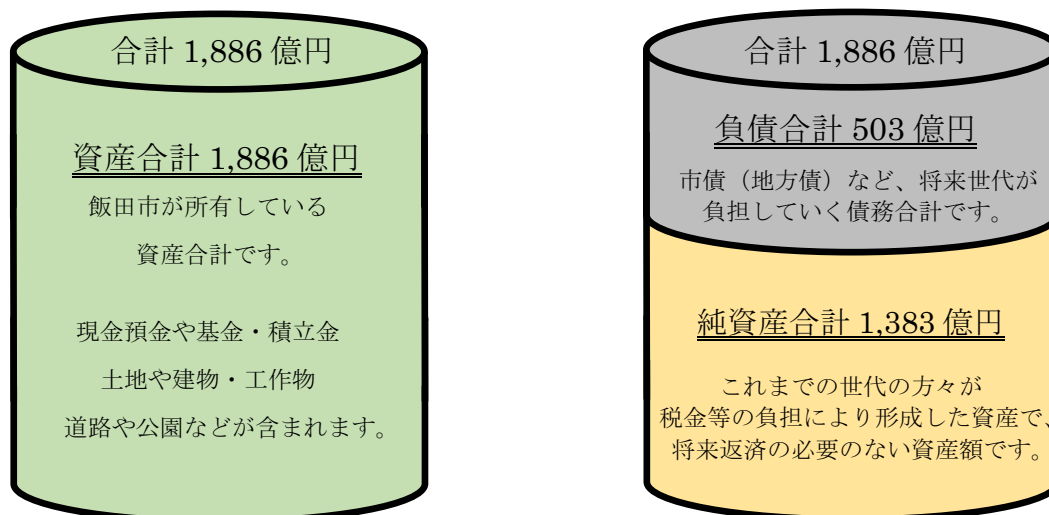 合計 1,886 億円
資産合計 1,886 億円
飯田市が所有している
資産合計です。
現金預金や基金・積立金
土地や建物・工作物
道路や公園などが含まれます。
合計 1,886 億円
負債合計 503 億円
市債（地方債）など、将来世代が
負担していく債務合計です。
純資産合計 1,383 億円
これまでの世代の方々が
税金等の負担により形成した資産で、
将来返済の必要のない資産額です。